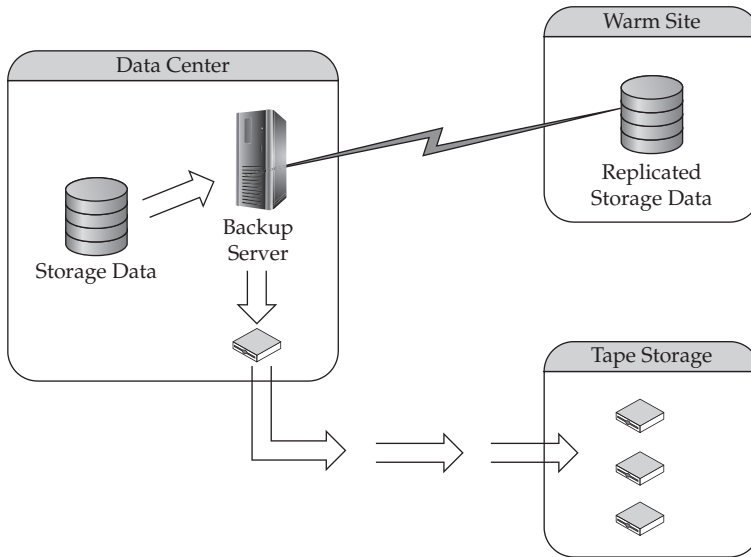 Warm Site
Data Center
Replicated
Storage Data
Backup
Server
Storage Data
Tape Storage